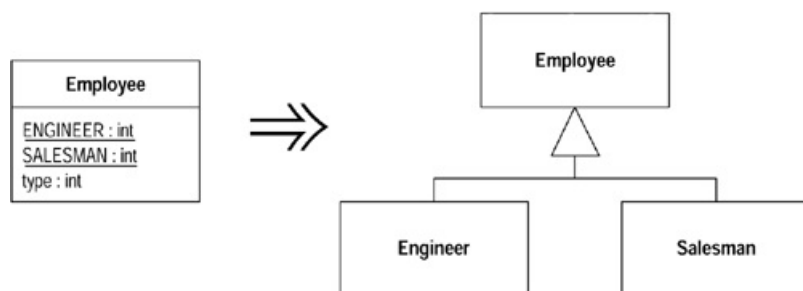 Employee
ENGINEER : int
SALESMAN : int
type : int
Employee
Engineer
Salesman